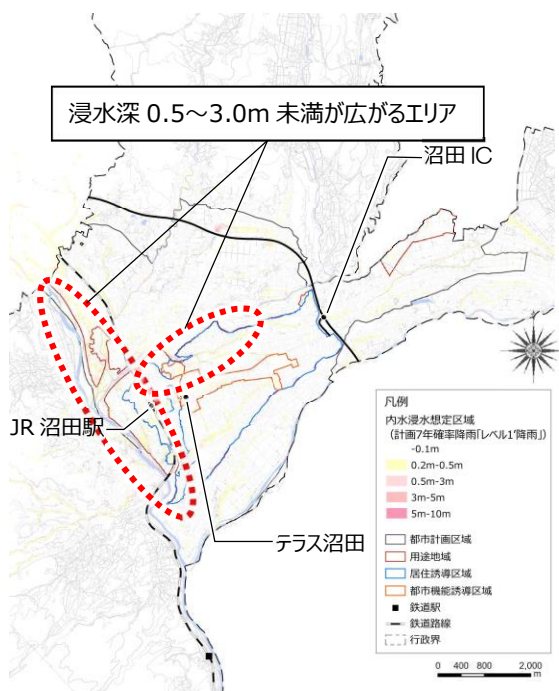 浸水深 0.5～3.0m 未満が広がるエリア
沼田 IC
JR 沼田駅
テラス沼田
凡例
内水浸水想定区域
（計画7年確率降雨「レベル1'降雨」）
-0.1m
0.2m-0.5m
0.5m-3m
3m-5m
5m-10m
都市計画区域
用途地域
居住誘導区域
都市機能誘導区域
鉄道駅
鉄道路線
行政界
0 400 800 2,000
m